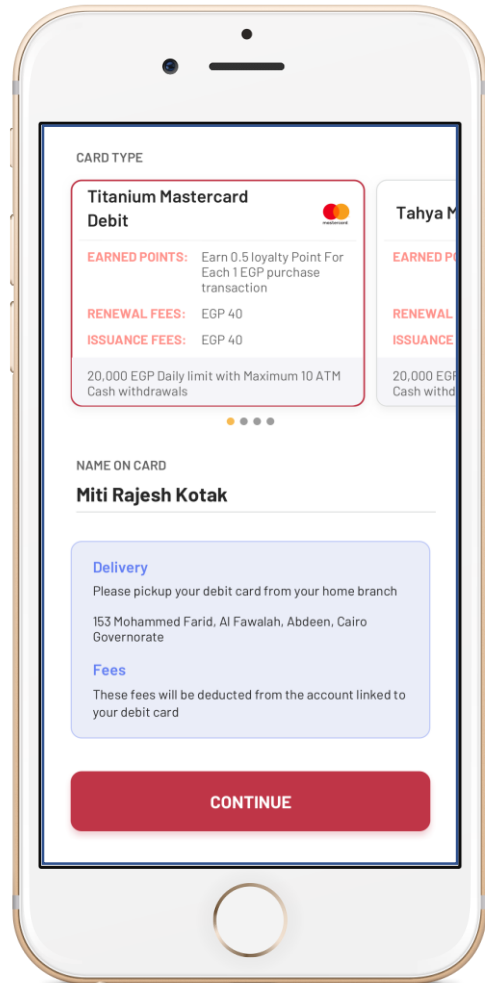 CARD TYPE
Titanium Mastercard
Debit
mastercard
EARNED POINTS: Earn 0.5 loyalty Point For
Each 1 EGP purchase
transaction
RENEWAL FEES: EGP 40
ISSUANCE FEES: EGP 40
20,000 EGP Daily limit with Maximum 10 ATM
Cash withdrawals
Tahya M
EARNED PO
RENEWAL
ISSUANCE
20,000 EGP
Cash withd
NAME ON CARD
Miti Rajesh Kotak
Delivery
Please pickup your debit card from your home branch
153 Mohammed Farid, Al Fawalah, Abdeen, Cairo
Governorate
Fees
These fees will be deducted from the account linked to
your debit card
CONTINUE